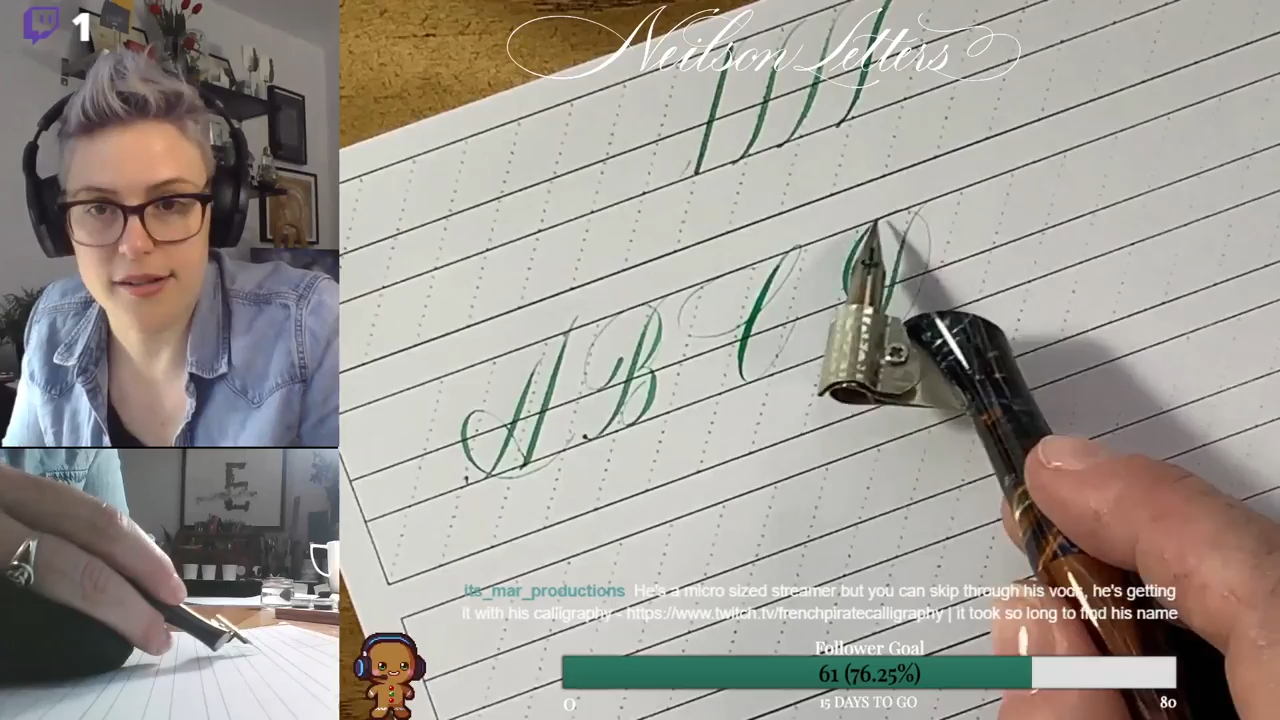 1
Neilson Letters
A B C
its_mar_productions He's a micro sized streamer but you can skip through his vods, he's getting
it with his calligraphy - https://www.twitch.tv/frenchpiratecalligraphy | it took so long to find his name
Follower Goal
61 (76.25%)
0 15 DAYS TO GO 80